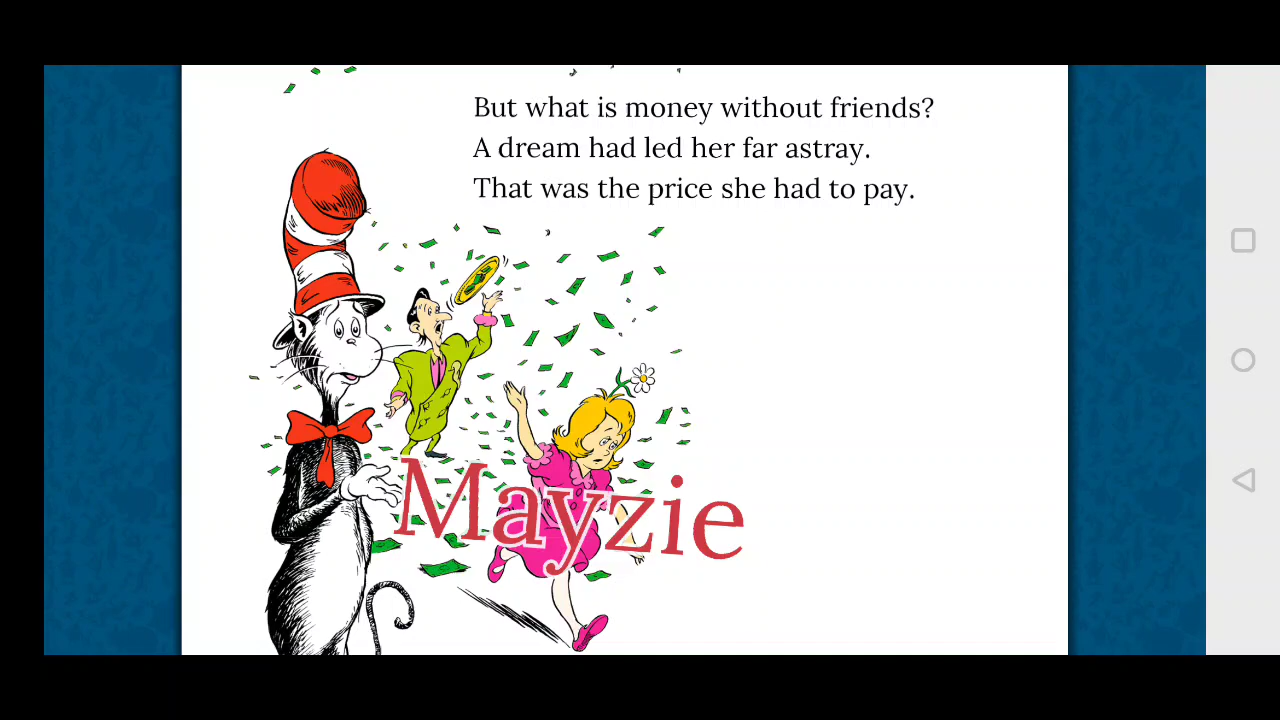 But what is money without friends?
A dream had led her far astray.
That was the price she had to pay.
Mayzie